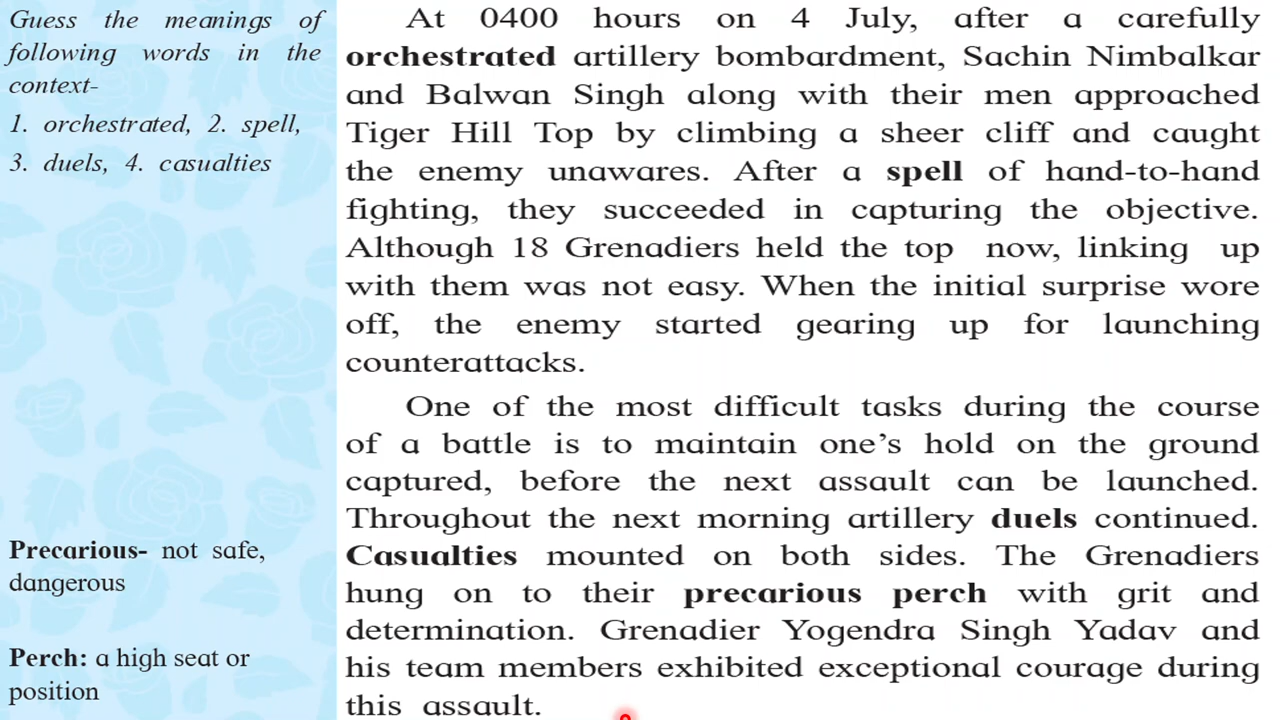 Guess the meanings of
following words in the
context-
1. orchestrated, 2. spell,
3. duels, 4. casualties
Precarious- not safe,
dangerous
Perch: a high seat or
position
At 0400 hours on 4 July, after a carefully
orchestrated artillery bombardment, Sachin Nimbalkar
and Balwan Singh along with their men approached
Tiger Hill Top by climbing a sheer cliff and caught
the enemy unawares. After a spell of hand-to-hand
fighting, they succeeded in capturing the objective.
Although 18 Grenadiers held the top now, linking up
with them was not easy. When the initial surprise wore
off, the enemy started gearing up for launching
counterattacks.
One of the most difficult tasks during the course
of a battle is to maintain one's hold on the ground
captured, before the next assault can be launched.
Throughout the next morning artillery duels continued.
Casualties mounted on both sides. The Grenadiers
hung on to their precarious perch with grit and
determination. Grenadier Yogendra Singh Yadav and
his team members exhibited exceptional courage during
this assault.